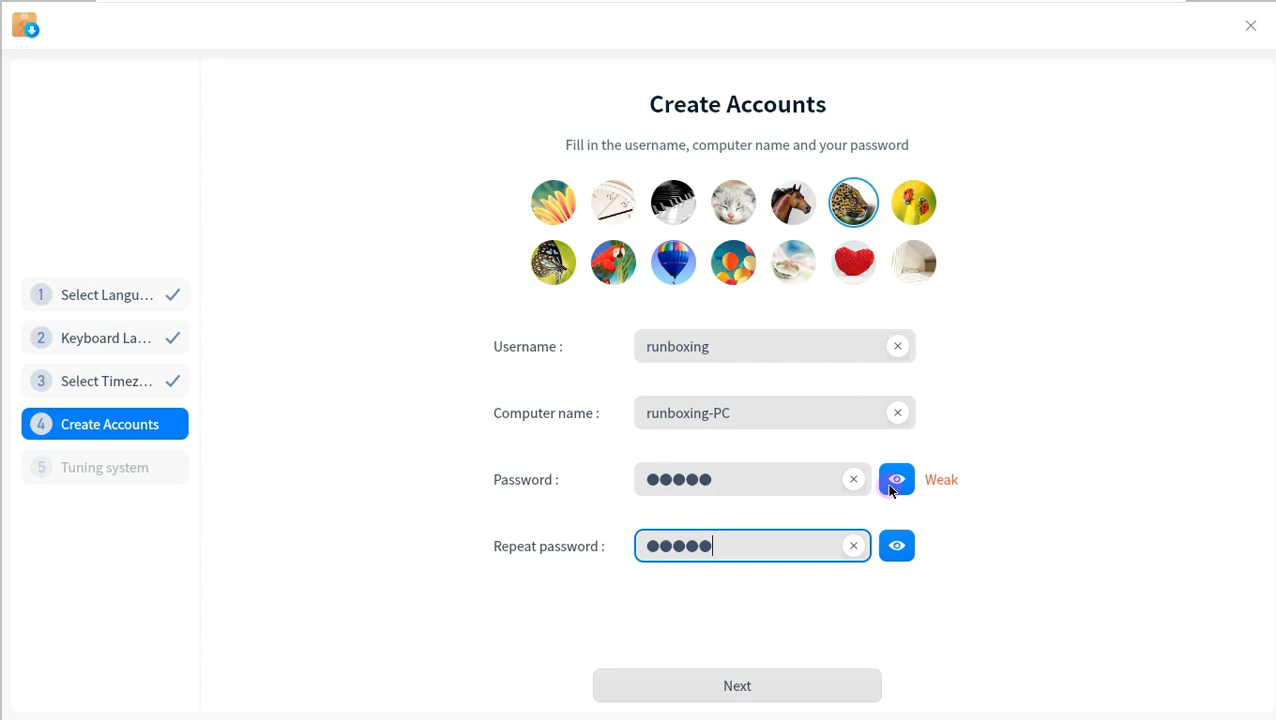 Create Accounts
Fill in the username, computer name and your password
1 Select Langu...
2 Keyboard La...
3 Select Timez...
4 Create Accounts
5 Tuning system
Username : runboxing
Computer name : runboxing-PC
Password : ●●●●● Weak
Repeat password : ●●●●●
Next